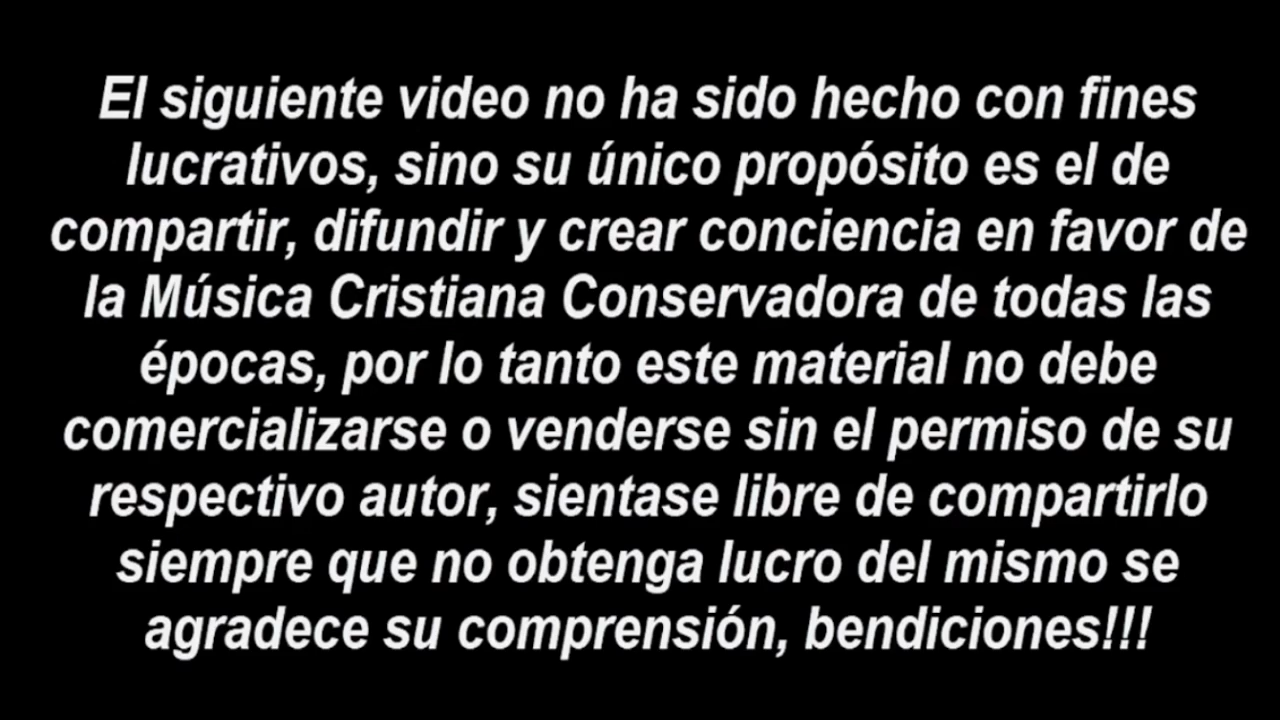 El siguiente video no ha sido hecho con fines
lucrativos, sino su único propósito es el de
compartir, difundir y crear conciencia en favor de
la Música Cristiana Conservadora de todas las
épocas, por lo tanto este material no debe
comercializarse o venderse sin el permiso de su
respectivo autor, sientase libre de compartirlo
siempre que no obtenga lucro del mismo se
agradece su comprensión, bendiciones!!!